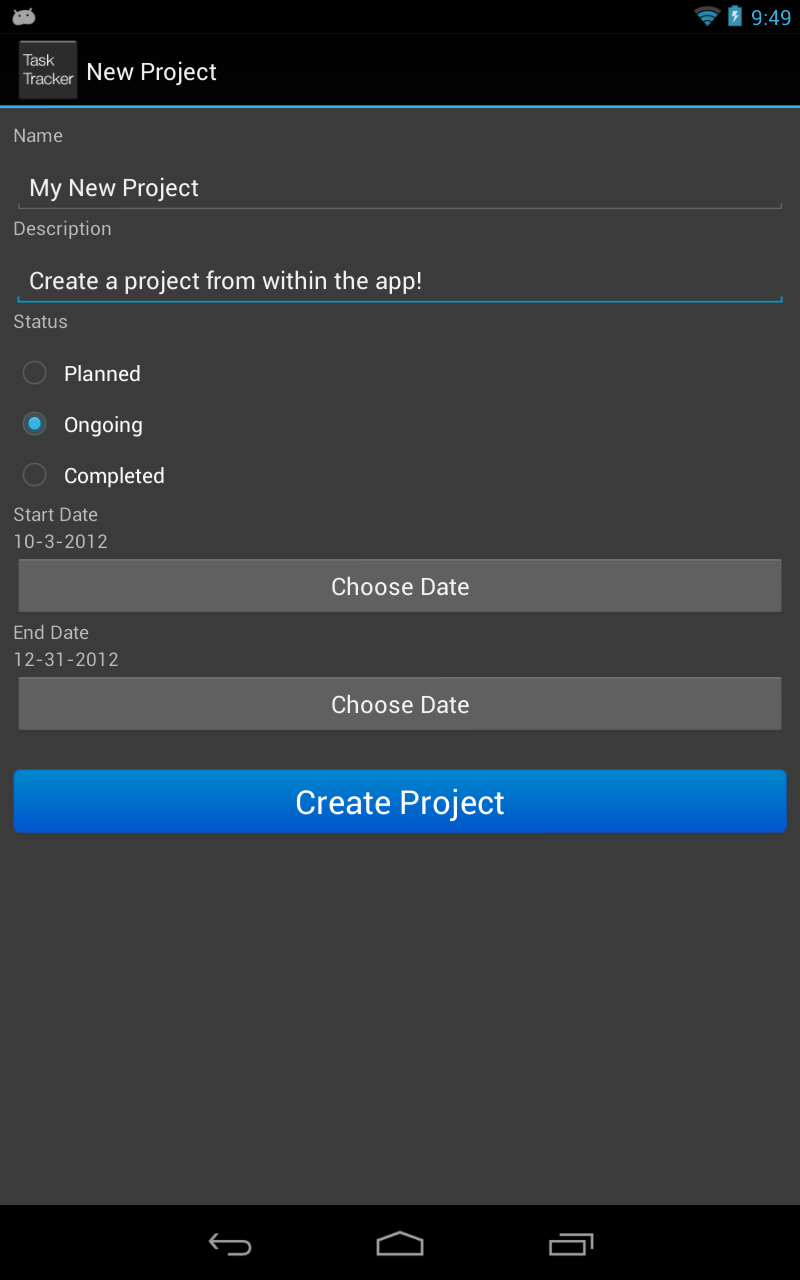 9:49
Task
Tracker
New Project
Name
My New Project
Description
Create a project from within the app!
Status
Planned
Ongoing
Completed
Start Date
10-3-2012
Choose Date
End Date
12-31-2012
Choose Date
Create Project